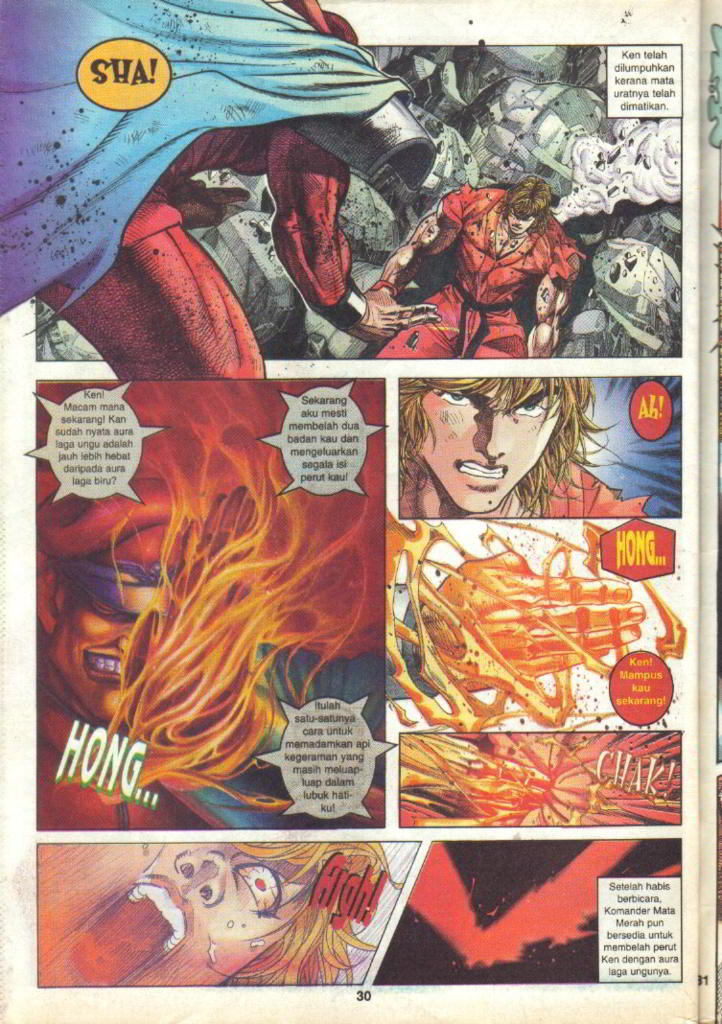 SHA!
Ken telah
dilumpuhkan
kerana mata
uratnya telah
dimatikan.
Ken!
Macam mana
sekarang! Kan
sudah nyata aura
laga ungu adalah
jauh lebih hebat
daripada aura
laga biru?
Sekarang
aku mesti
membelah dua
badan kau dan
mengeluarkan
segala isi
perut kau!
Ah!
HONG...
Ken!
Mampus
kau
sekarang!
HONG...
Itulah
satu-satunya
cara untuk
memadamkan api
kegeraman yang
masih meluap-
luap dalam
lubuk hati-
ku!
CHAK!
Argh!
Setelah habis
berbicara,
Komander Mata
Merah pun
bersedia untuk
membelah perut
Ken dengan aura
laga ungunya.
30
31